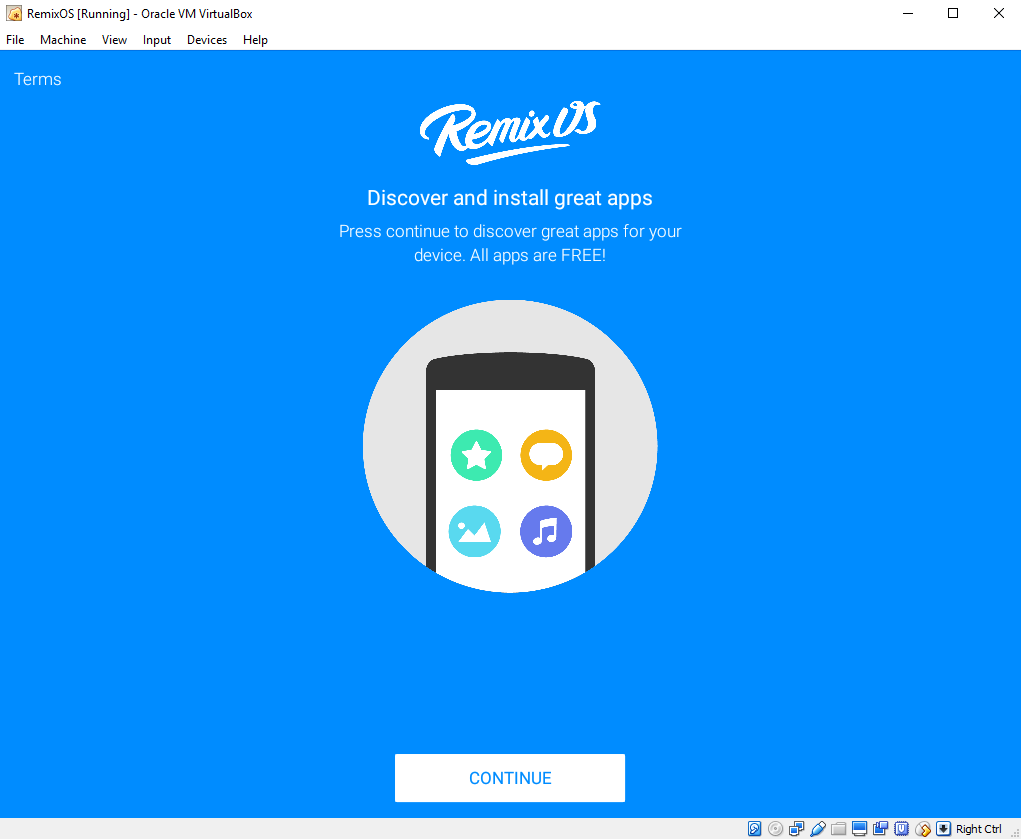 RemixOS [Running] - Oracle VM VirtualBox
File Machine View Input Devices Help
Terms
Remix OS
Discover and install great apps
Press continue to discover great apps for your
device. All apps are FREE!
CONTINUE
Right Ctrl